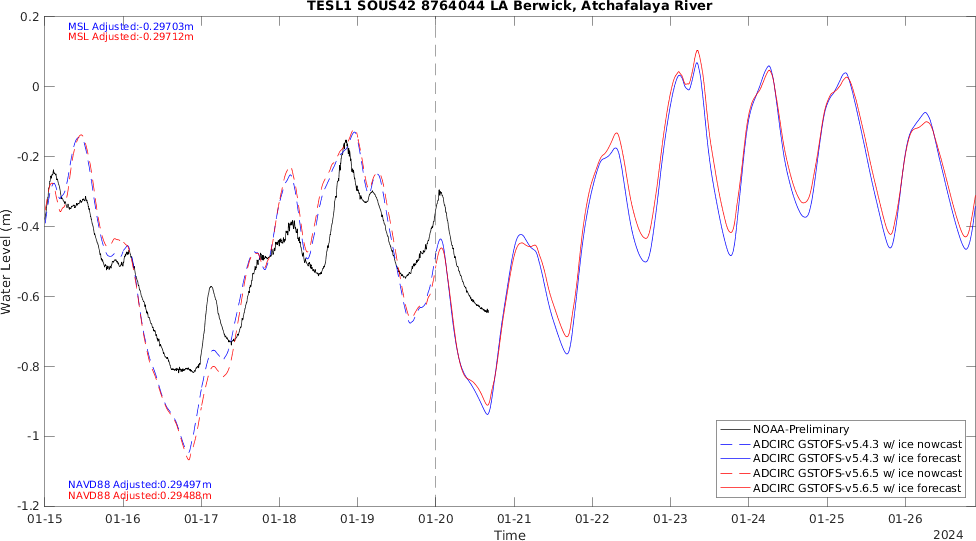 TESL1 SOUS42 8764044 LA Berwick, Atchafalaya River
MSL Adjusted:-0.29703m
MSL Adjusted:-0.29712m
0.2
0
-0.2
-0.4
-0.6
-0.8
-1
-1.2
Water Level (m)
NAVD88 Adjusted:0.29497m
NAVD88 Adjusted:0.29488m
NOAA-Preliminary
ADCIRC GSTOFS-v5.4.3 w/ ice nowcast
ADCIRC GSTOFS-v5.4.3 w/ ice forecast
ADCIRC GSTOFS-v5.6.5 w/ ice nowcast
ADCIRC GSTOFS-v5.6.5 w/ ice forecast
01-15 01-16 01-17 01-18 01-19 01-20 01-21 01-22 01-23 01-24 01-25 01-26
Time
2024